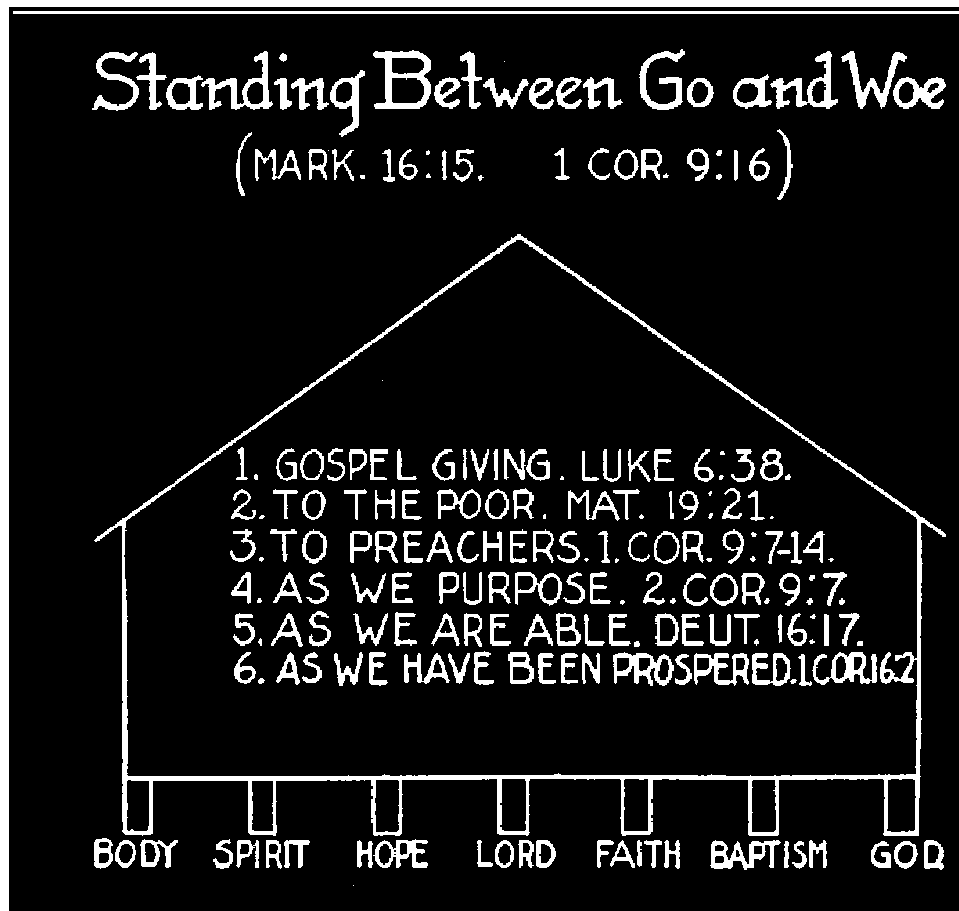 Standing Between Go and Woe
(MARK. 16:15. 1 COR. 9:16)
1. GOSPEL GIVING. LUKE 6:38.
2. TO THE POOR. MAT. 19:21.
3. TO PREACHERS. 1. COR. 9:7-14.
4. AS WE PURPOSE. 2. COR. 9:7.
5. AS WE ARE ABLE. DEUT. 16:17.
6. AS WE HAVE BEEN PROSPERED. 1 COR. 16:2
BODY SPIRIT HOPE LORD FAITH BAPTISM GOD